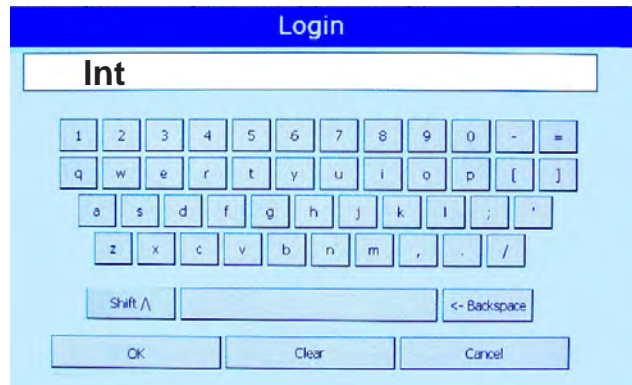 Login
Int
1 2 3 4 5 6 7 8 9 0 - =
q w e r t y u i o p [ ]
a s d f g h j k l ; '
z x c v b n m , . /
Shift /\ <- Backspace
OK Clear Cancel